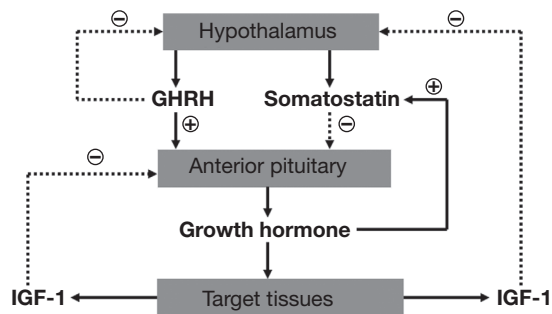 ⊖ ⊖
Hypothalamus
⊕
GHRH Somatostatin
⊕ ⊖
⊖
Anterior pituitary
Growth hormone
IGF-1 Target tissues IGF-1